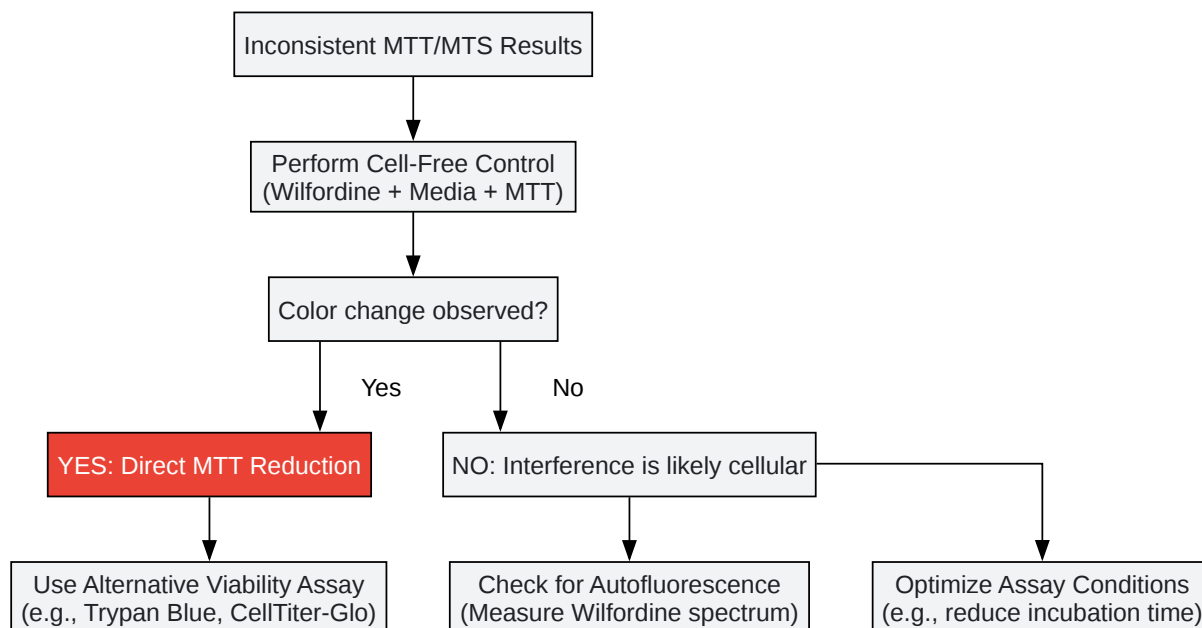 Inconsistent MTT/MTS Results
Perform Cell-Free Control
(Wilfordine + Media + MTT)
Color change observed?
Yes
No
YES: Direct MTT Reduction
NO: Interference is likely cellular
Use Alternative Viability Assay
(e.g., Trypan Blue, CellTiter-Glo)
Check for Autofluorescence
(Measure Wilfordine spectrum)
Optimize Assay Conditions
(e.g., reduce incubation time)